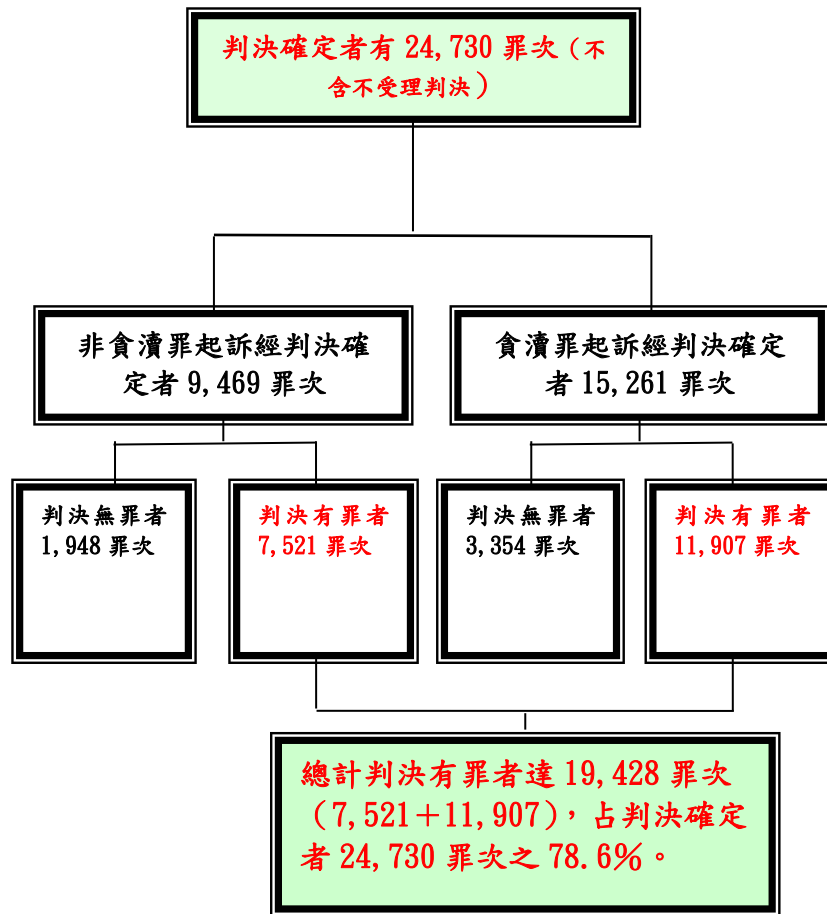 判決確定者有 24,730 罪次（不
含不受理判決）
非貪瀆罪起訴經判決確
定者 9,469 罪次
貪瀆罪起訴經判決確定
者 15,261 罪次
判決無罪者
1,948 罪次
判決有罪者
7,521 罪次
判決無罪者
3,354 罪次
判決有罪者
11,907 罪次
總計判決有罪者達 19,428 罪次
（7,521＋11,907），占判決確定
者 24,730 罪次之 78.6％。